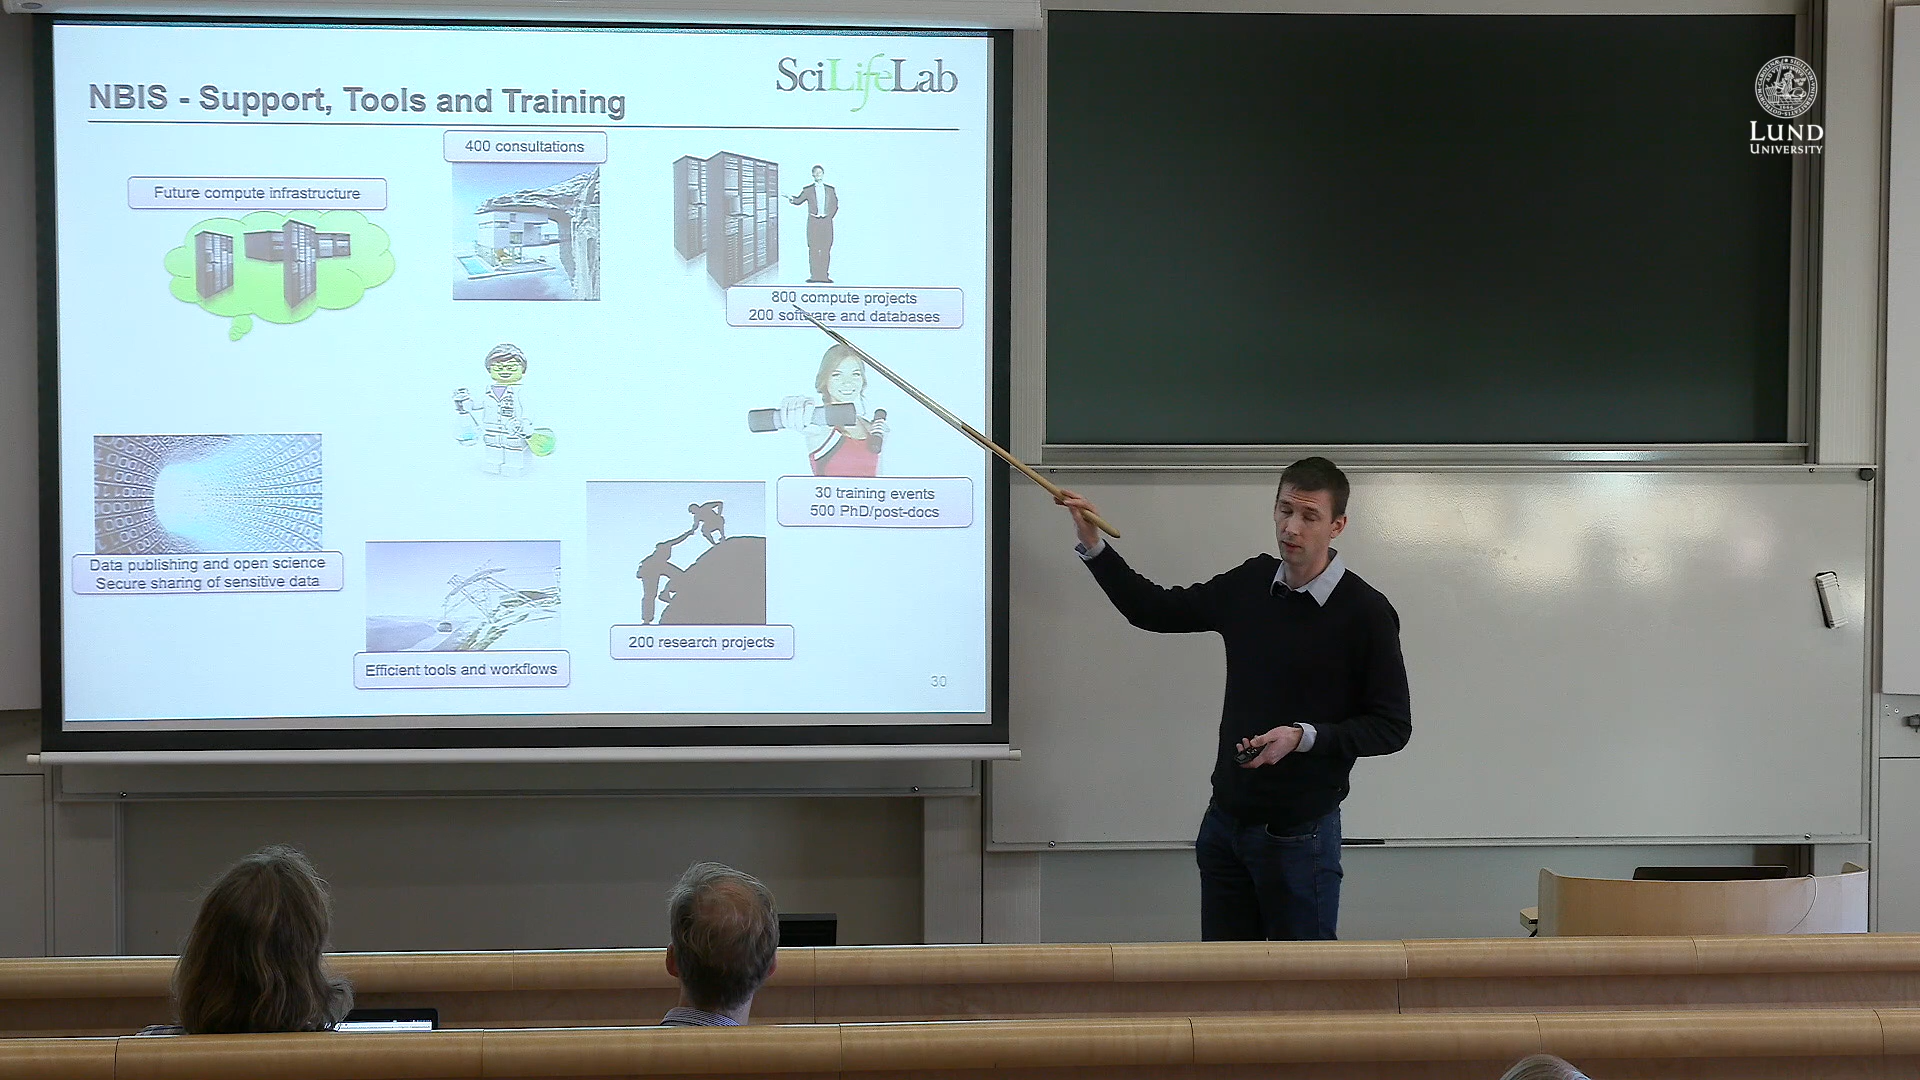 SciLifeLab
NBIS - Support, Tools and Training
400 consultations
Future compute infrastructure
800 compute projects
200 software and databases
30 training events
500 PhD/post-docs
Data publishing and open science
Secure sharing of sensitive data
200 research projects
Efficient tools and workflows
30
LUND
UNIVERSITY